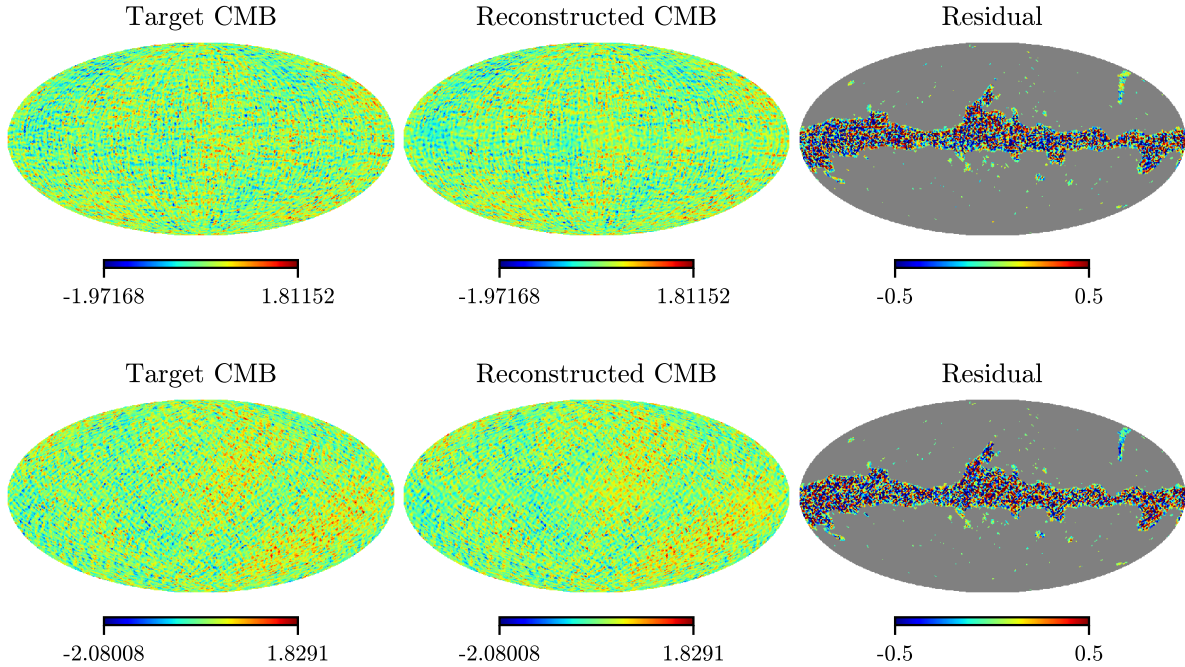 Target CMB Reconstructed CMB Residual
-1.97168 1.81152 -1.97168 1.81152 -0.5 0.5
Target CMB Reconstructed CMB Residual
-2.08008 1.8291 -2.08008 1.8291 -0.5 0.5